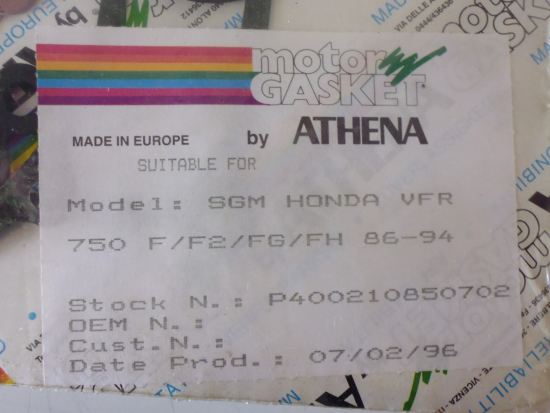 motor
GASKET
MADE IN EUROPE by ATHENA
SUITABLE FOR
Model: SGM HONDA VFR
750 F/F2/FG/FH 86-94
Stock N.: P400210850702
OEM N.:
Cust.N.:
Date Prod.: 07/02/96